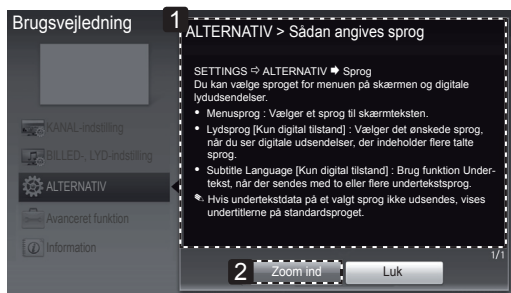 Brugsvejledning
1
ALTERNATIV > Sådan angives sprog
SETTINGS ⇨ ALTERNATIV ➡ Sprog
Du kan vælge sproget for menuen på skærmen og digitale
lydudsendelser.
• Menusprog : Vælger et sprog til skærmteksten.
• Lydsprog [Kun digital tilstand] : Vælger det ønskede sprog,
når du ser digitale udsendelser, der indeholder flere talte
sprog.
• Subtitle Language [Kun digital tilstand] : Brug funktion Under-
tekst, når der sendes med to eller flere undertekstsprog.
✎ Hvis undertekstdata på et valgt sprog ikke udsendes, vises
undertitlerne på standardsproget.
KANAL-indstilling
BILLED-, LYD-indstilling
ALTERNATIV
Avanceret funktion
Information
1/1
2
Zoom ind
Luk